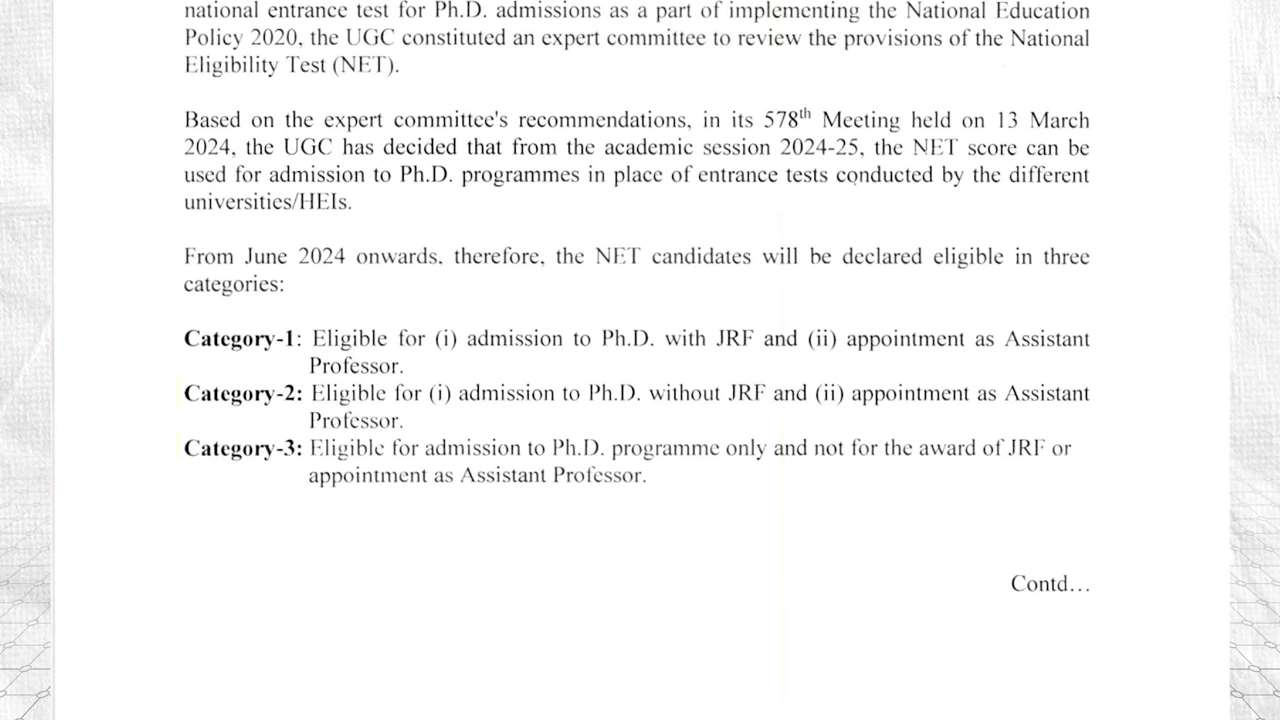 national entrance test for Ph.D. admissions as a part of implementing the National Education
Policy 2020, the UGC constituted an expert committee to review the provisions of the National
Eligibility Test (NET).
Based on the expert committee's recommendations, in its 578th Meeting held on 13 March
2024, the UGC has decided that from the academic session 2024-25, the NET score can be
used for admission to Ph.D. programmes in place of entrance tests conducted by the different
universities/HEIs.
From June 2024 onwards, therefore, the NET candidates will be declared eligible in three
categories:
Category-1: Eligible for (i) admission to Ph.D. with JRF and (ii) appointment as Assistant
Professor.
Category-2: Eligible for (i) admission to Ph.D. without JRF and (ii) appointment as Assistant
Professor.
Category-3: Eligible for admission to Ph.D. programme only and not for the award of JRF or
appointment as Assistant Professor.
Contd...